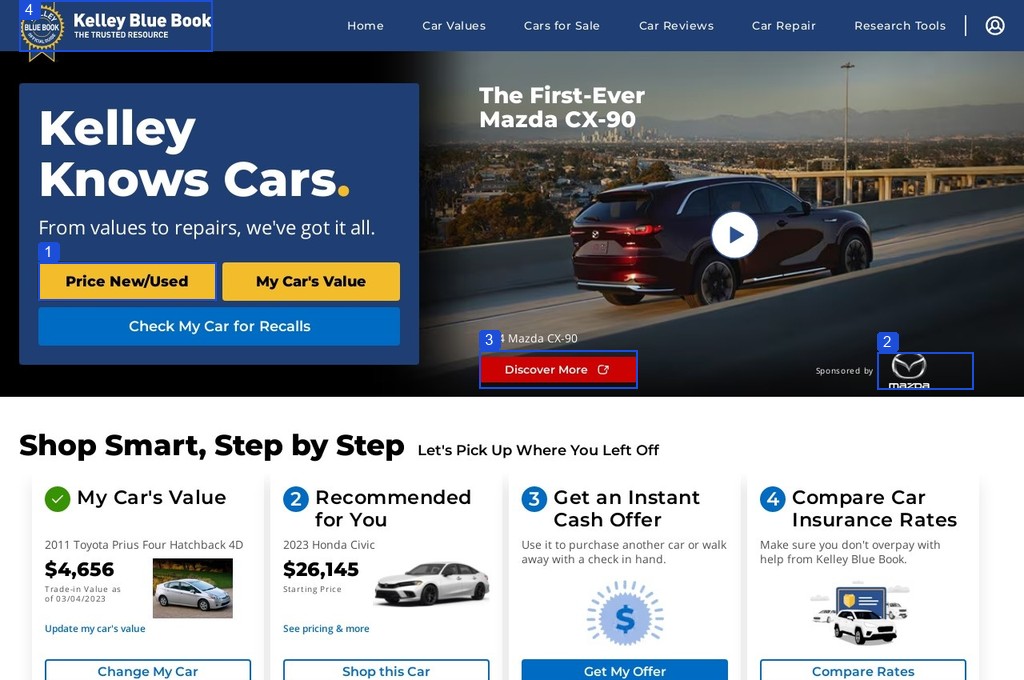 4
Kelley Blue Book
THE TRUSTED RESOURCE
Home
Car Values
Cars for Sale
Car Reviews
Car Repair
Research Tools
Kelley
Knows Cars.
From values to repairs, we've got it all.
1
Price New/Used
My Car's Value
Check My Car for Recalls
The First-Ever
Mazda CX-90
3
4 Mazda CX-90
Discover More
Sponsored by
2
mazda
Shop Smart, Step by Step
Let's Pick Up Where You Left Off
My Car's Value
2011 Toyota Prius Four Hatchback 4D
$4,656
Trade-in Value as
of 03/04/2023
Update my car's value
Change My Car
2
Recommended
for You
2023 Honda Civic
$26,145
Starting Price
See pricing & more
Shop this Car
3
Get an Instant
Cash Offer
Use it to purchase another car or walk
away with a check in hand.
$
Get My Offer
4
Compare Car
Insurance Rates
Make sure you don't overpay with
help from Kelley Blue Book.
Compare Rates